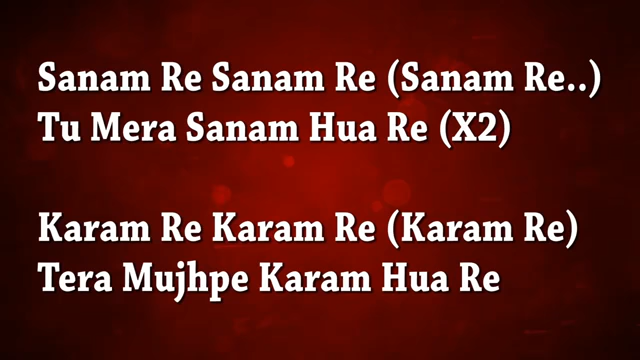 Sanam Re Sanam Re (Sanam Re..)
Tu Mera Sanam Hua Re (X2)
Karam Re Karam Re (Karam Re)
Tera Mujhpe Karam Hua Re